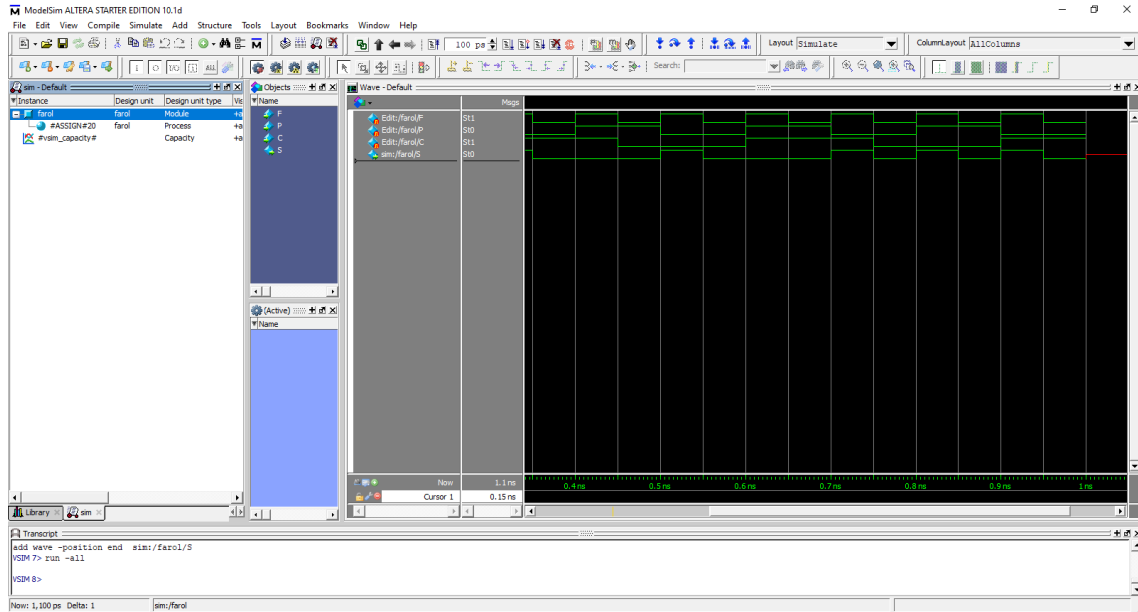 ModelSim ALTERA STARTER EDITION 10.1d
File Edit View Compile Simulate Add Structure Tools Layout Bookmarks Window Help
100 ps
Layout Simulate
ColumnLayout AllColumns
Search:
sim - Default
Instance Design unit Design unit type
farol farol Module +a
#ASSIGN#20 farol Process +a
#vsim_capacity# Capacity +a
Objects
Name
F
P
C
S
(Active)
Name
Wave - Default
Msgs
Edit:/farol/F St1
Edit:/farol/P St0
Edit:/farol/C St1
sim:/farol/S St0
Now 1.1 ns
Cursor 1 0.15 ns
0.4 ns 0.5 ns 0.6 ns 0.7 ns 0.8 ns 0.9 ns 1 ns
Library sim
Transcript
add wave -position end sim:/farol/S
VSIM 7> run -all
VSIM 8>
Now: 1,100 ps Delta: 1 sim:/farol